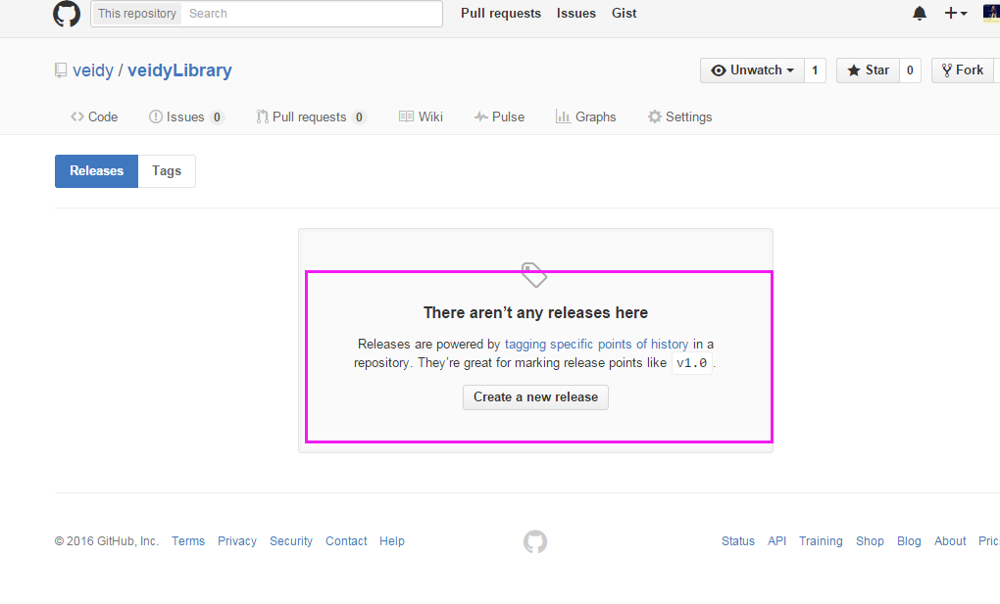 This repository Search Pull requests Issues Gist
veidy / veidyLibrary Unwatch 1 Star 0 Fork
Code Issues 0 Pull requests 0 Wiki Pulse Graphs Settings
Releases Tags
There aren’t any releases here
Releases are powered by tagging specific points of history in a
repository. They’re great for marking release points like v1.0 .
Create a new release
© 2016 GitHub, Inc. Terms Privacy Security Contact Help Status API Training Shop Blog About Pric